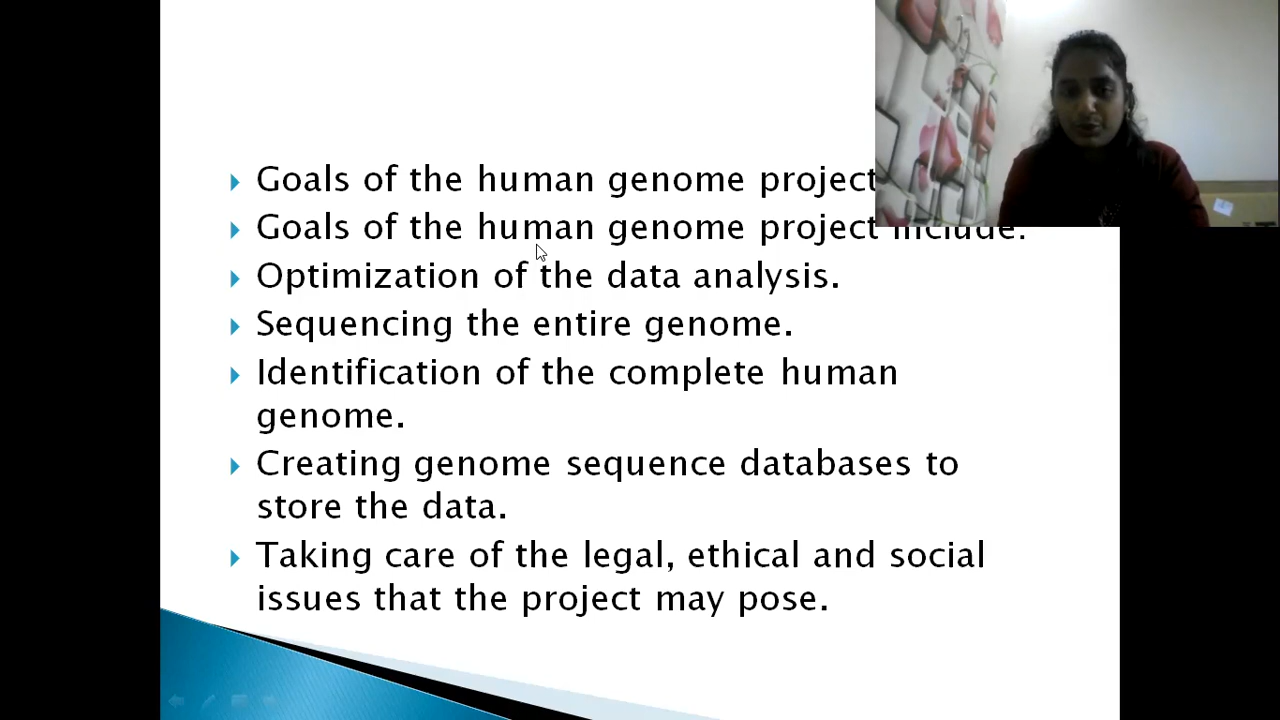 Goals of the human genome project
Goals of the human genome project include:
Optimization of the data analysis.
Sequencing the entire genome.
Identification of the complete human
genome.
Creating genome sequence databases to
store the data.
Taking care of the legal, ethical and social
issues that the project may pose.